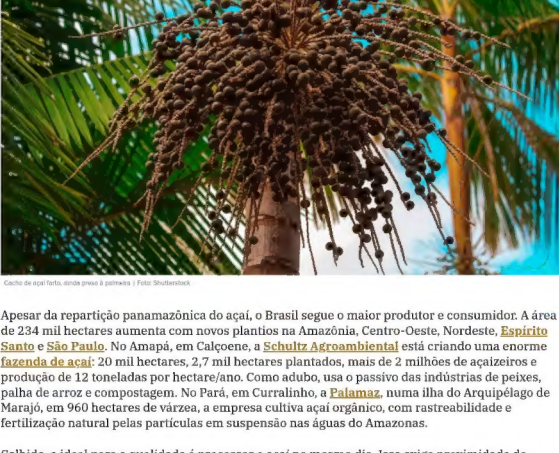 Cacho de açaí farto, ainda preso à palmeira | Foto: Shutterstock
Apesar da repartição panamazônica do açaí, o Brasil segue o maior produtor e consumidor. A área
de 234 mil hectares aumenta com novos plantios na Amazônia, Centro-Oeste, Nordeste, Espírito
Santo e São Paulo. No Amapá, em Calçoene, a Schultz Agroambiental está criando uma enorme
fazenda de açaí: 20 mil hectares, 2,7 mil hectares plantados, mais de 2 milhões de açaizeiros e
produção de 12 toneladas por hectare/ano. Como adubo, usa o passivo das indústrias de peixes,
palha de arroz e compostagem. No Pará, em Curralinho, a Palamaz, numa ilha do Arquipélago de
Marajó, em 960 hectares de várzea, a empresa cultiva açaí orgânico, com rastreabilidade e
fertilização natural pelas partículas em suspensão nas águas do Amazonas.